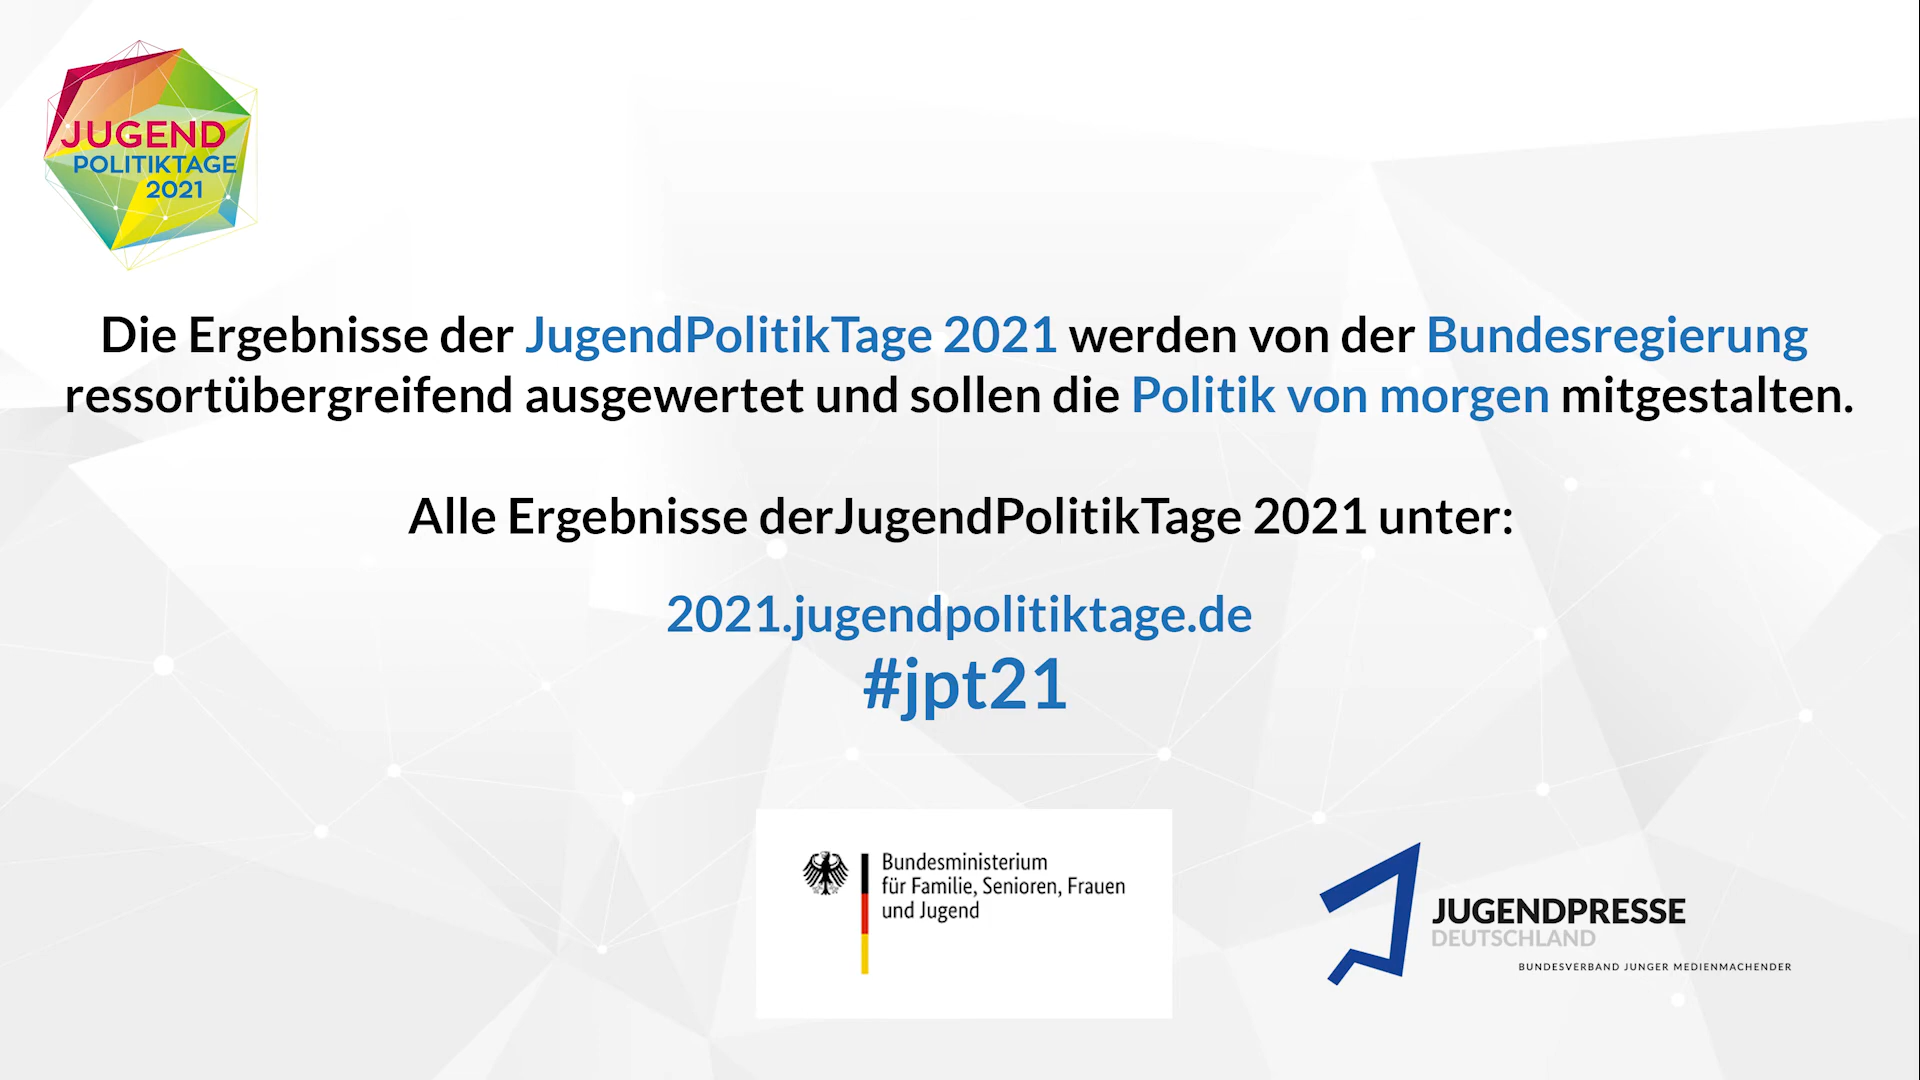 JUGEND
POLITIKTAGE
2021
Die Ergebnisse der JugendPolitikTage 2021 werden von der Bundesregierung
ressortübergreifend ausgewertet und sollen die Politik von morgen mitgestalten.
Alle Ergebnisse derJugendPolitikTage 2021 unter:
2021.jugendpolitiktage.de
#jpt21
Bundesministerium
für Familie, Senioren, Frauen
und Jugend
JUGENDPRESSE
DEUTSCHLAND
BUNDESVERBAND JUNGER MEDIENMACHENDER